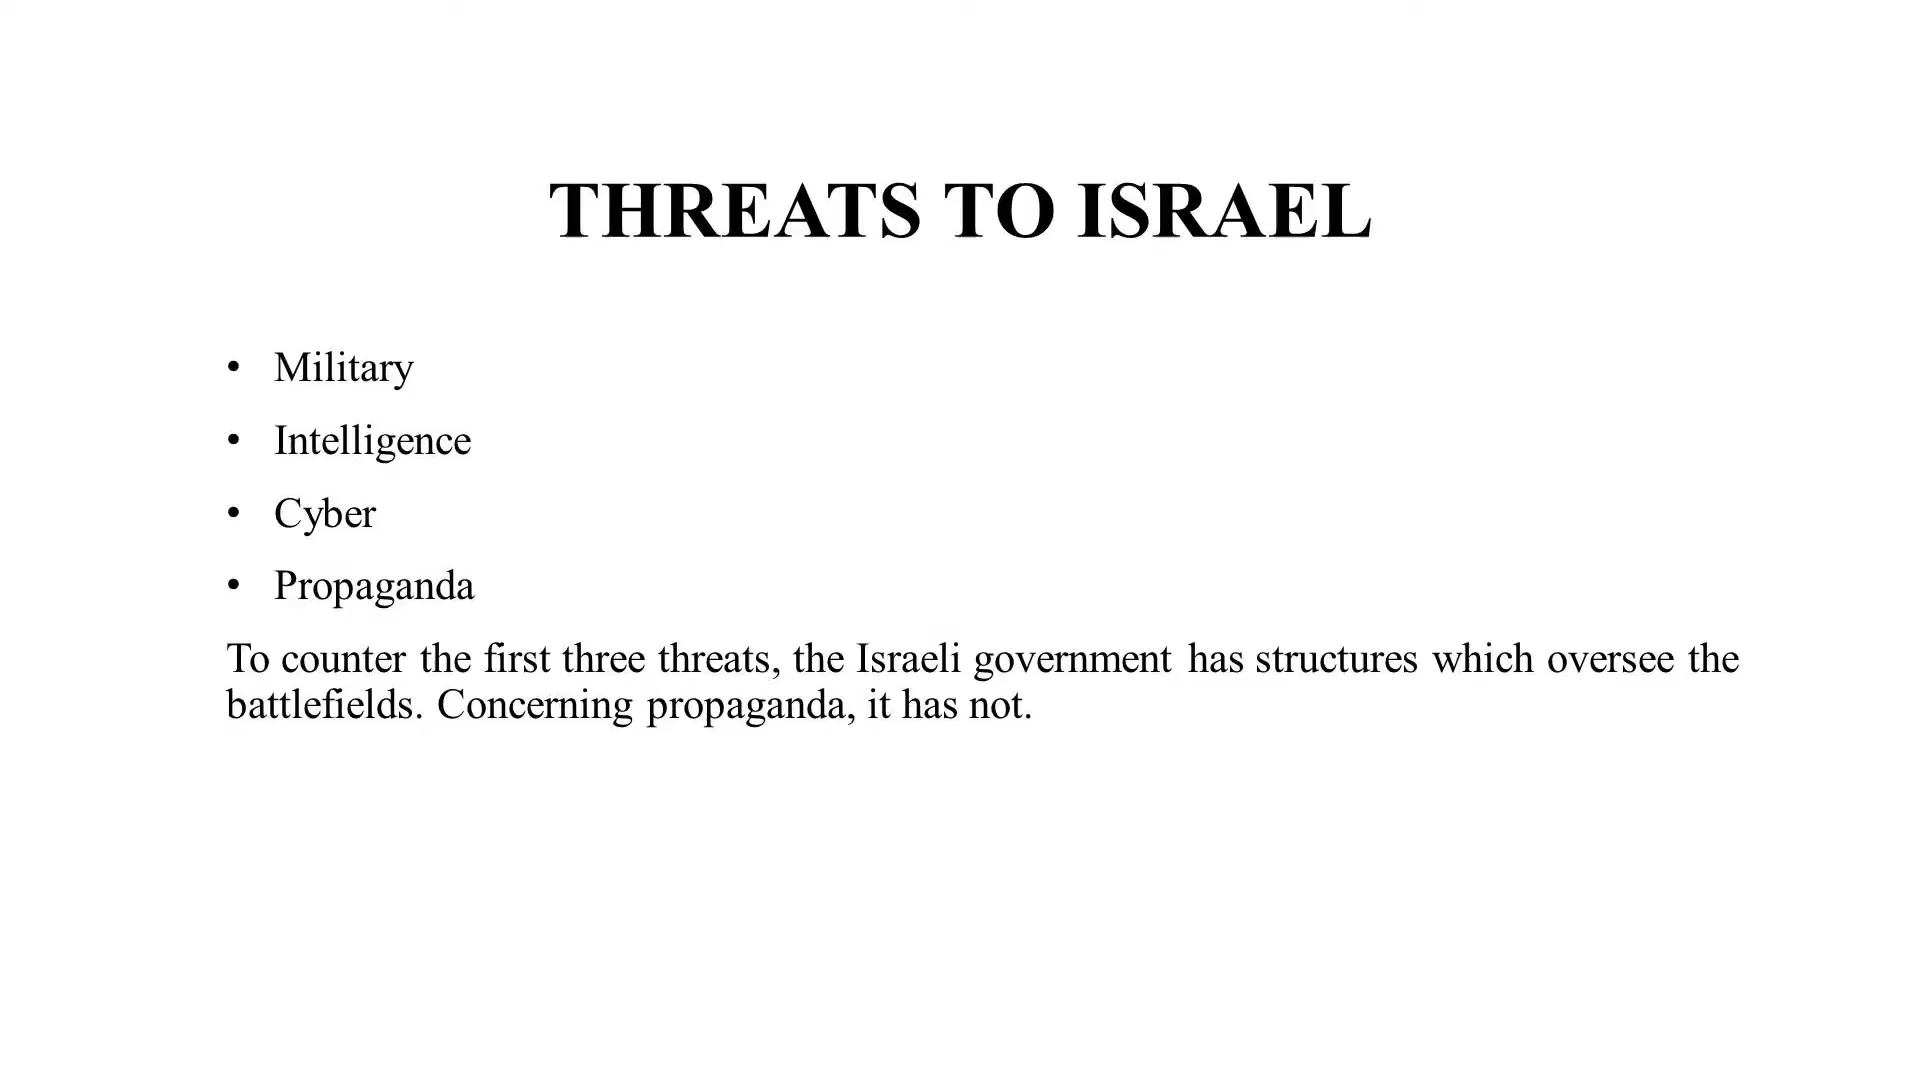 THREATS TO ISRAEL
• Military
• Intelligence
• Cyber
• Propaganda
To counter the first three threats, the Israeli government has structures which oversee the
battlefields. Concerning propaganda, it has not.